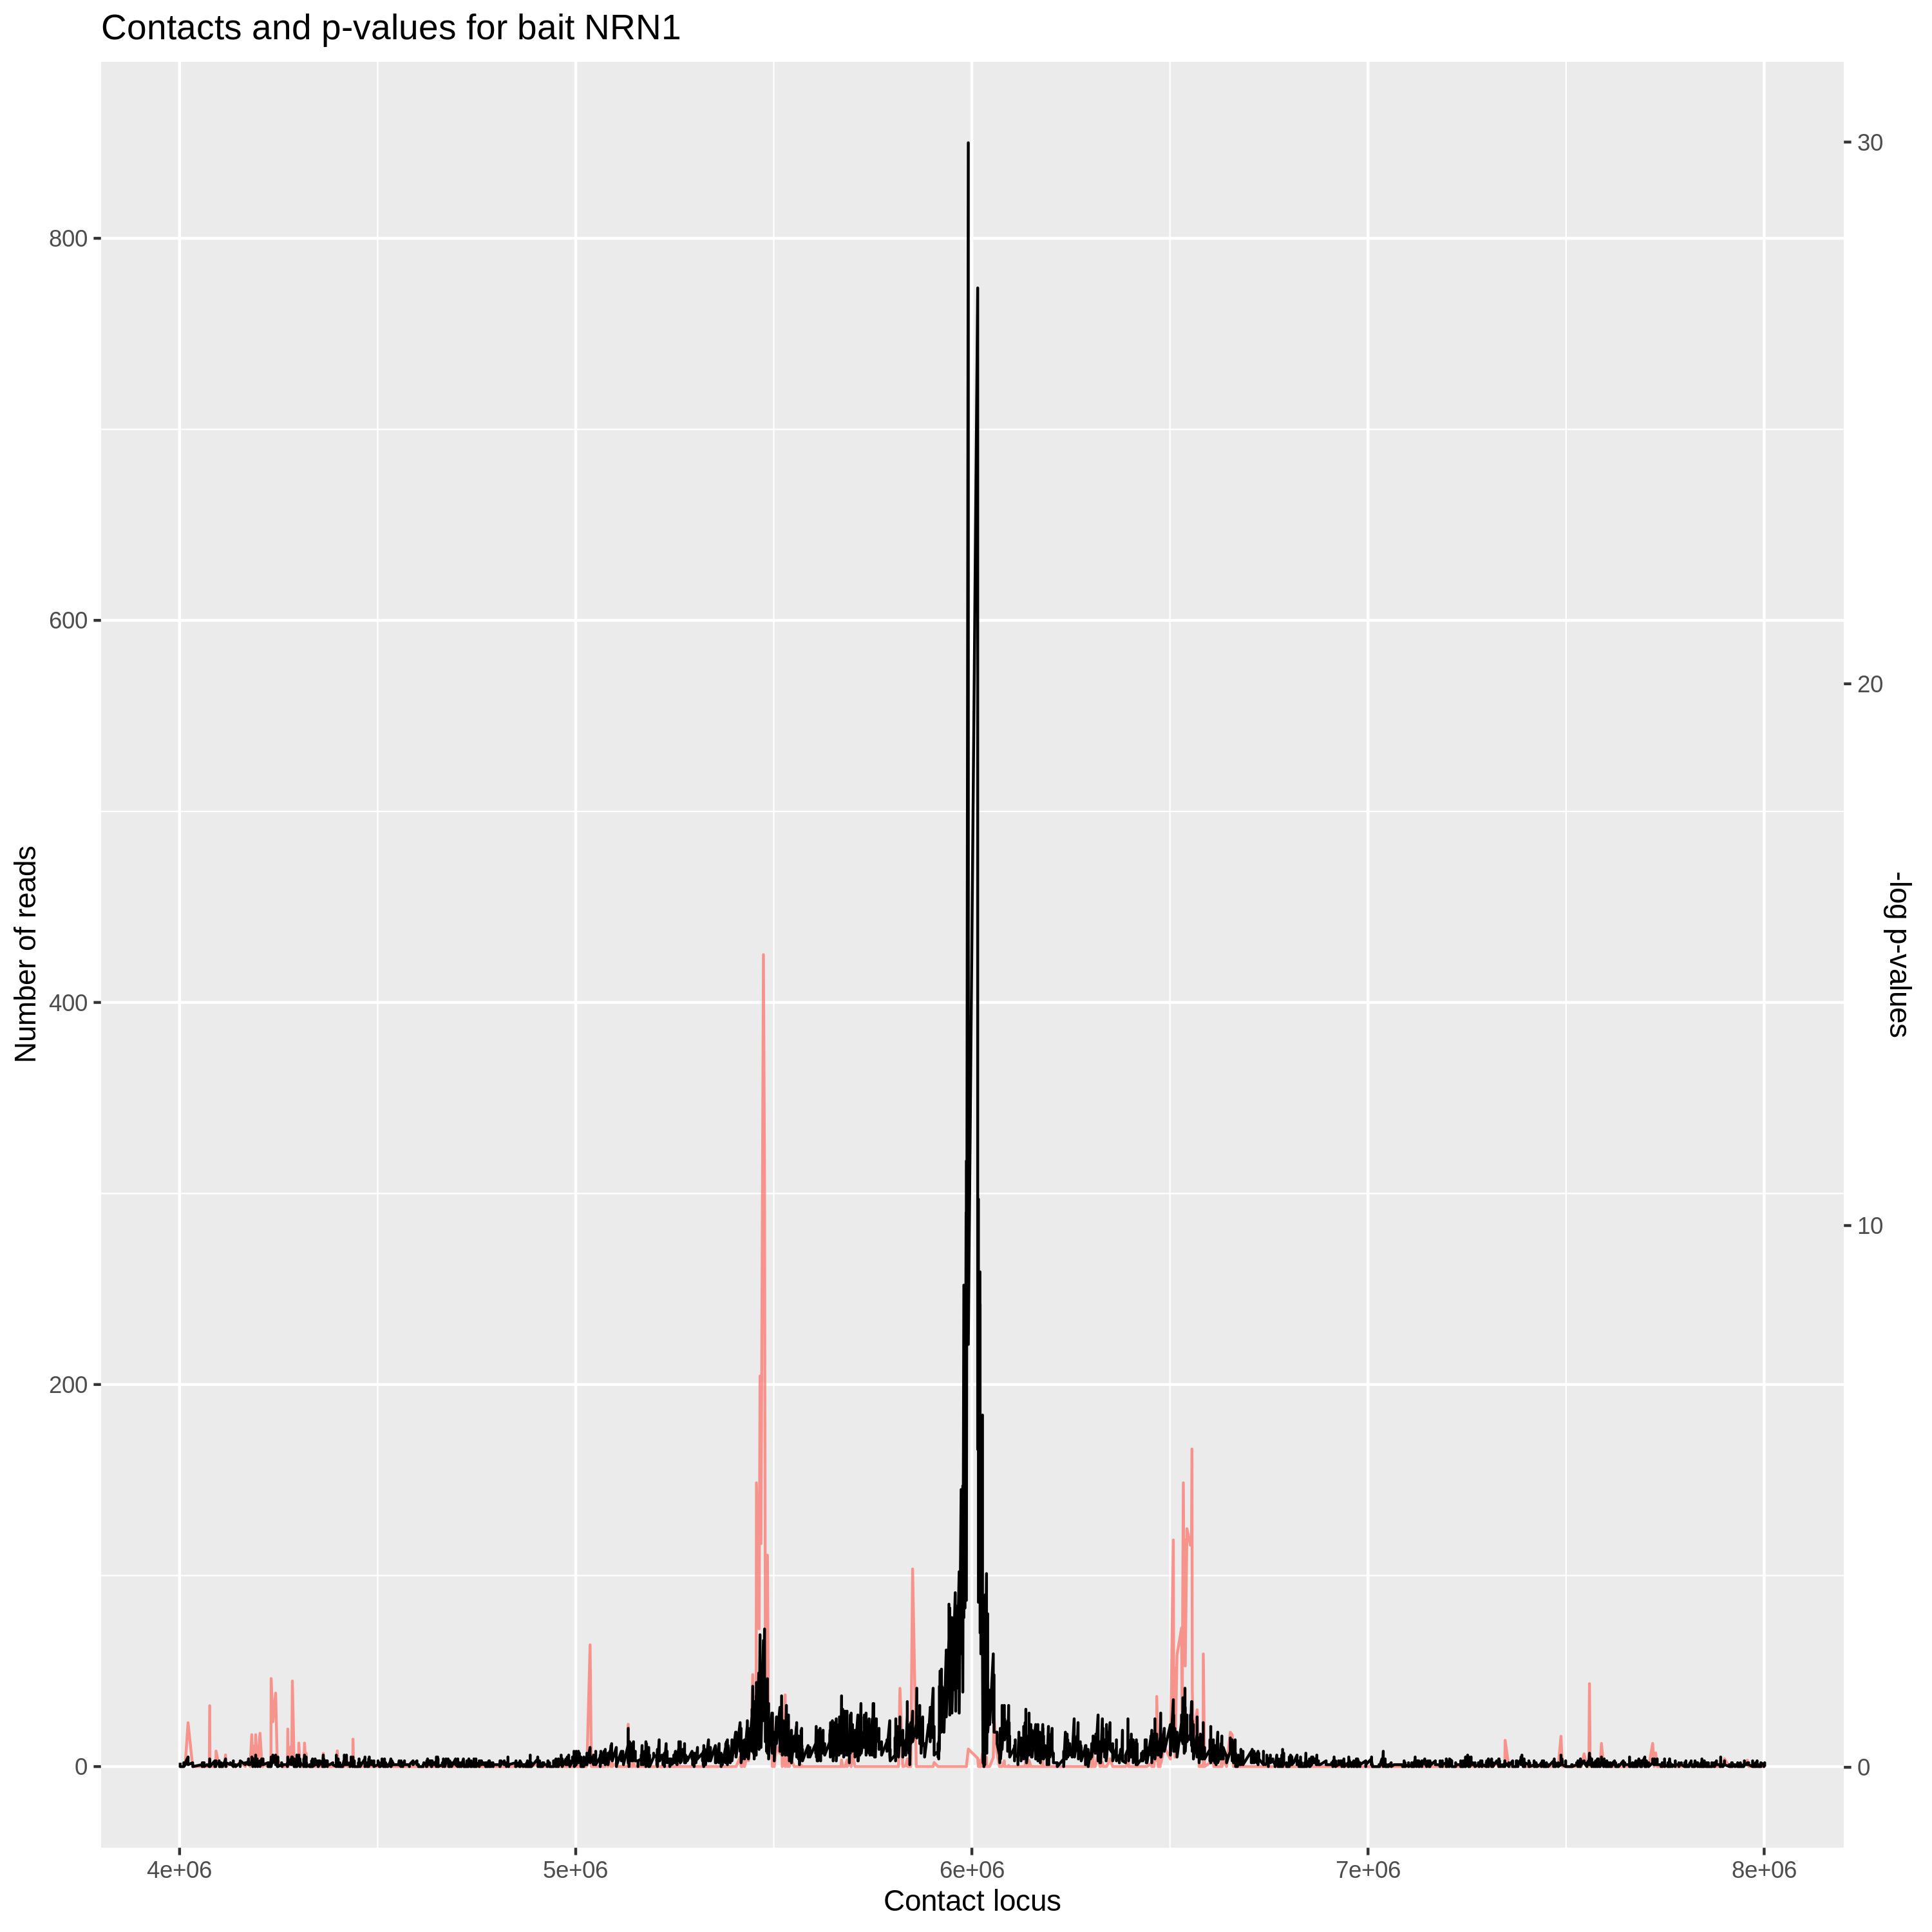 Contacts and p-values for bait NRN1
800
600
400
200
0
30
20
10
0
Number of reads
-log p-values
4e+06
5e+06
6e+06
7e+06
8e+06
Contact locus